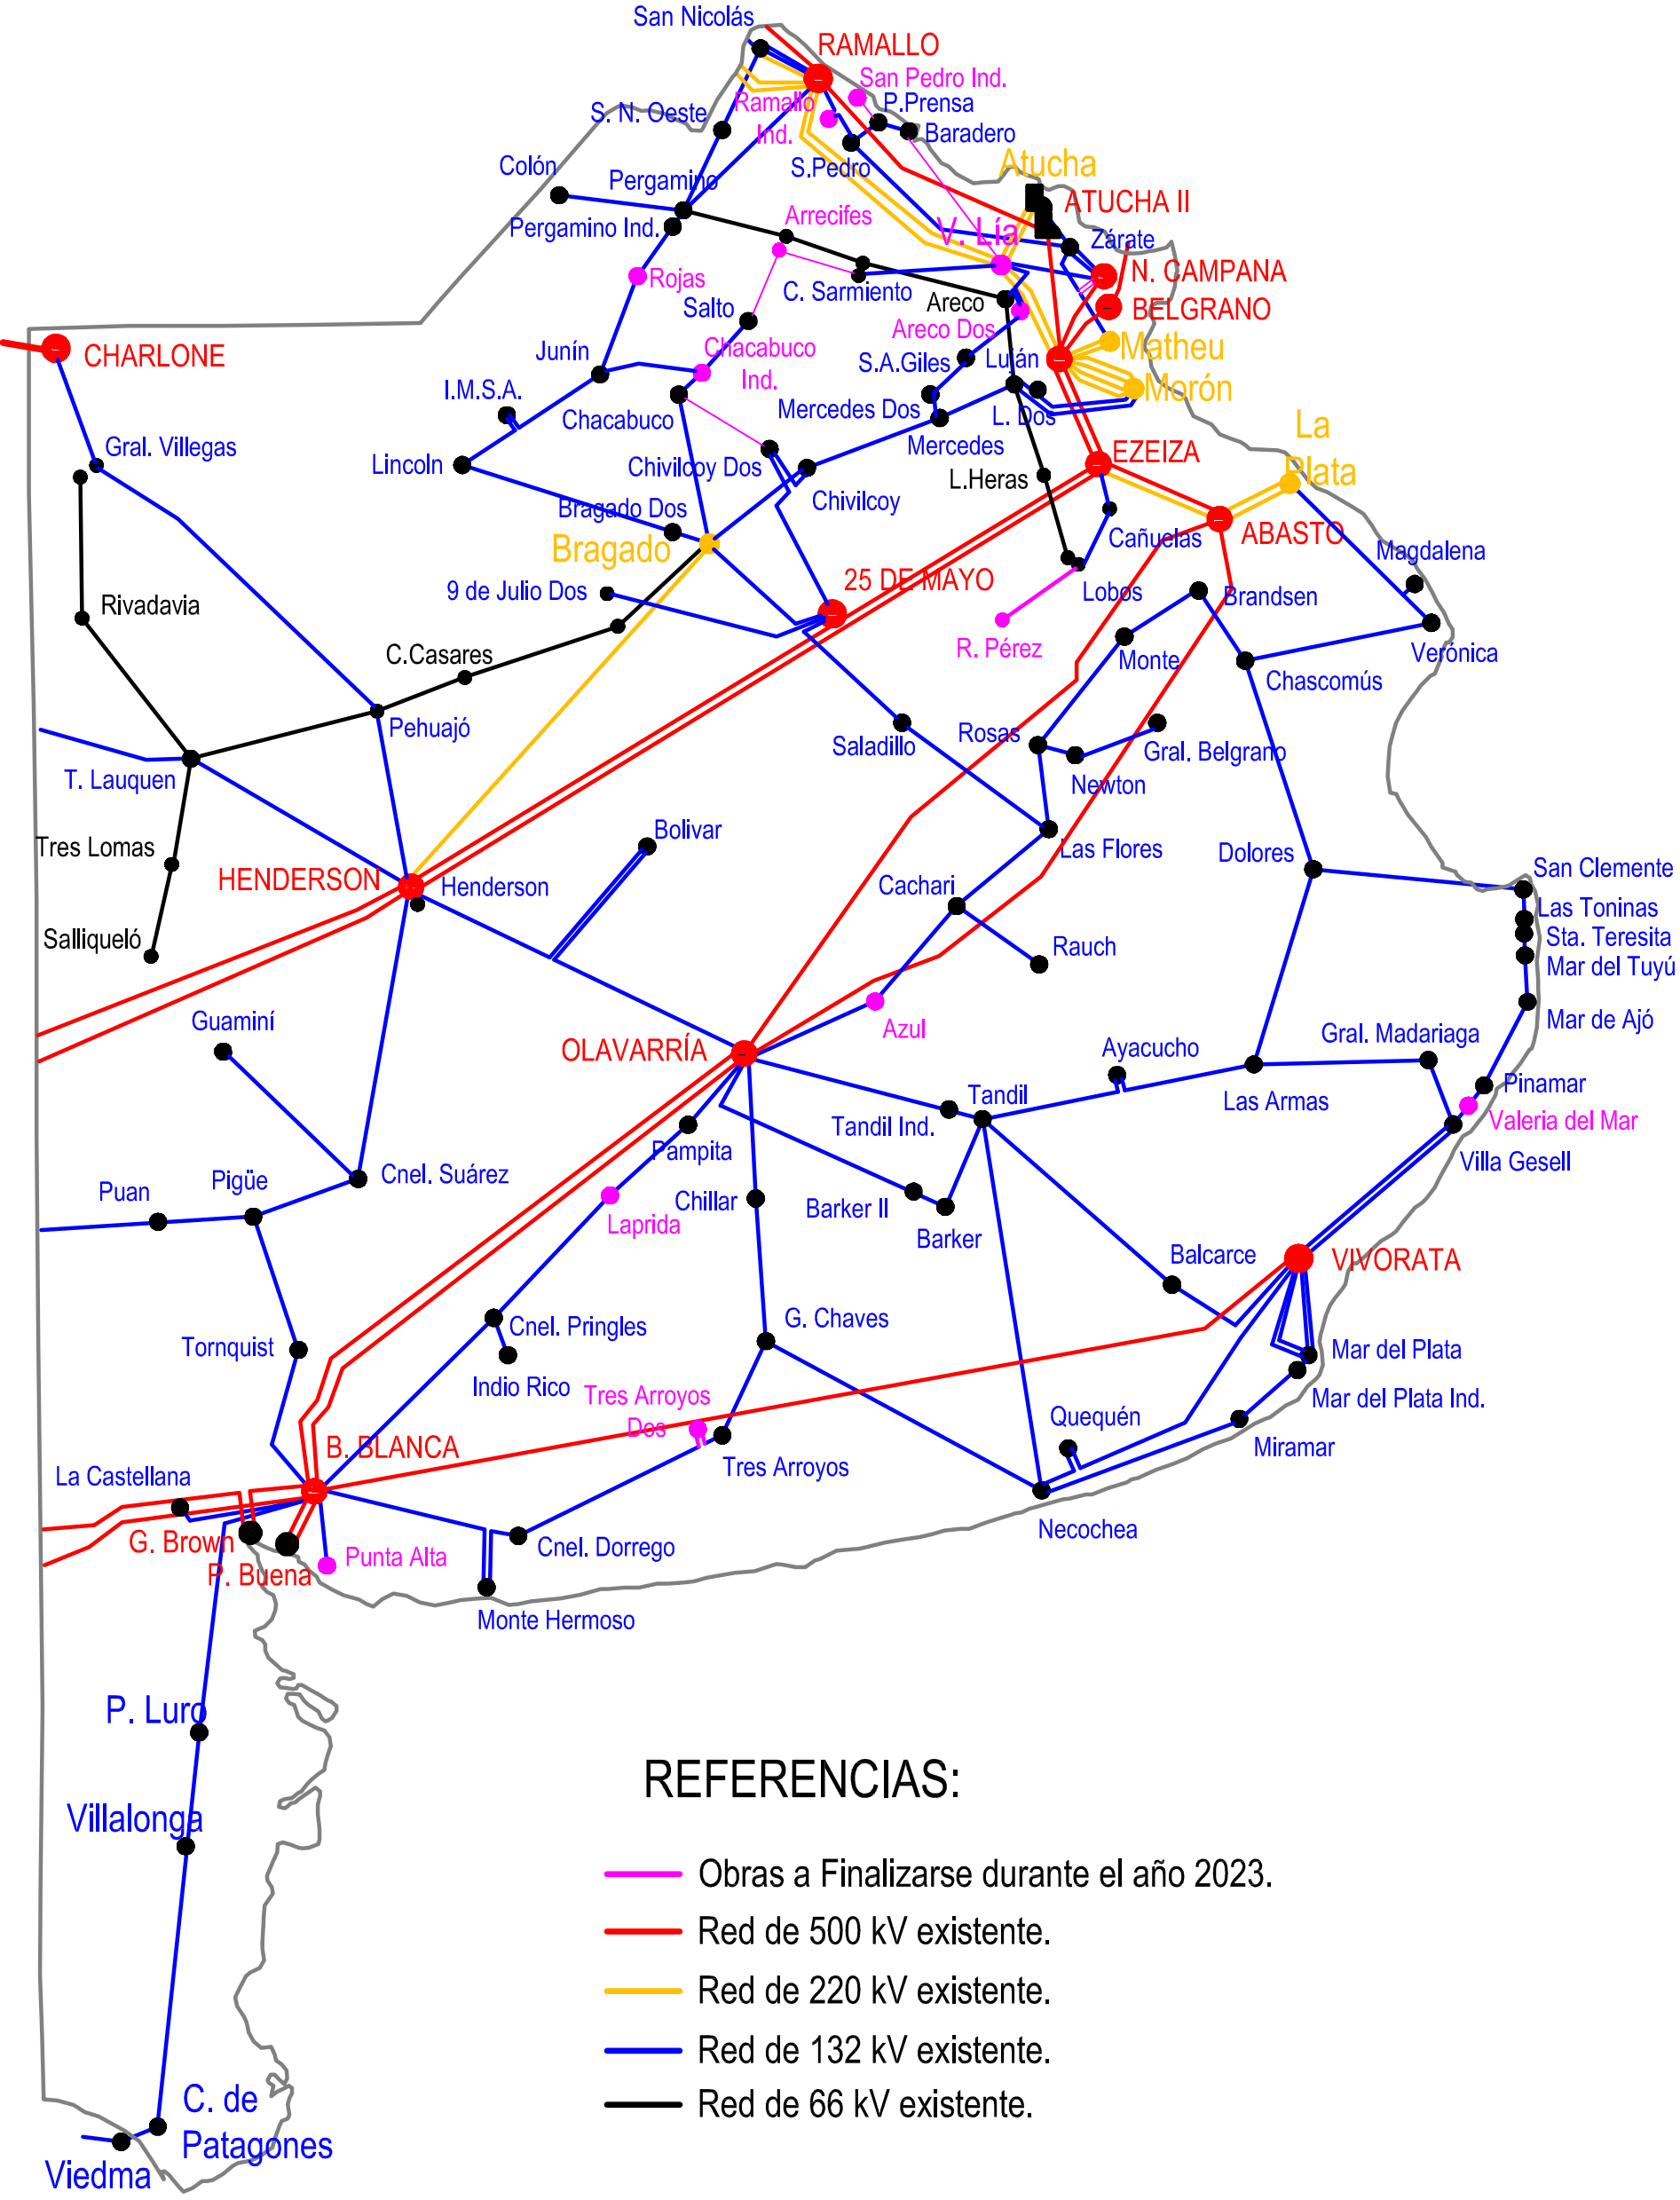 San Nicolás
RAMALLO
San Pedro Ind.
P.Prensa
Ramallo
Ind.
S. N. Oeste
Baradero
Atucha
S.Pedro
Colón
Pergamino
ATUCHA II
Arrecifes
Pergamino Ind.
V. Lía
Zárate
Rojas
N. CAMPANA
C. Sarmiento
Areco
BELGRANO
Salto
Areco Dos
CHARLONE
Junín
Chacabuco
Ind.
S.A.Giles
Luján
Matheu
I.M.S.A.
Morón
Chacabuco
Mercedes Dos
L. Dos
La
Plata
Gral. Villegas
Lincoln
Chivilcoy Dos
Mercedes
EZEIZA
L.Heras
Bragado Dos
Chivilcoy
Bragado
Cañuelas
ABASTO
Magdalena
9 de Julio Dos
25 DE MAYO
Lobos
Brandsen
Rivadavia
C.Casares
R. Pérez
Monte
Verónica
Chascomús
Pehuajó
Saladillo
Rosas
Gral. Belgrano
T. Lauquen
Newton
Tres Lomas
Bolivar
Las Flores
Dolores
San Clemente
HENDERSON
Henderson
Cachari
Las Toninas
Salliqueló
Rauch
Sta. Teresita
Mar del Tuyú
Guaminí
Azul
Mar de Ajó
OLAVARRÍA
Ayacucho
Gral. Madariaga
Tandil
Pinamar
Tandil Ind.
Las Armas
Valeria del Mar
Pampita
Villa Gesell
Puan
Pigüe
Cnel. Suárez
Chillar
Barker II
Laprida
Barker
Balcarce
VIVORATA
Tornquist
Cnel. Pringles
G. Chaves
Mar del Plata
Indio Rico
Tres Arroyos
Dos
Mar del Plata Ind.
Quequén
B. BLANCA
Miramar
La Castellana
Tres Arroyos
Necochea
G. Brown
Cnel. Dorrego
Punta Alta
P. Buena
Monte Hermoso
P. Luro
REFERENCIAS:
Villalonga
Obras a Finalizarse durante el año 2023.
Red de 500 kV existente.
Red de 220 kV existente.
Red de 132 kV existente.
Red de 66 kV existente.
C. de
Patagones
Viedma